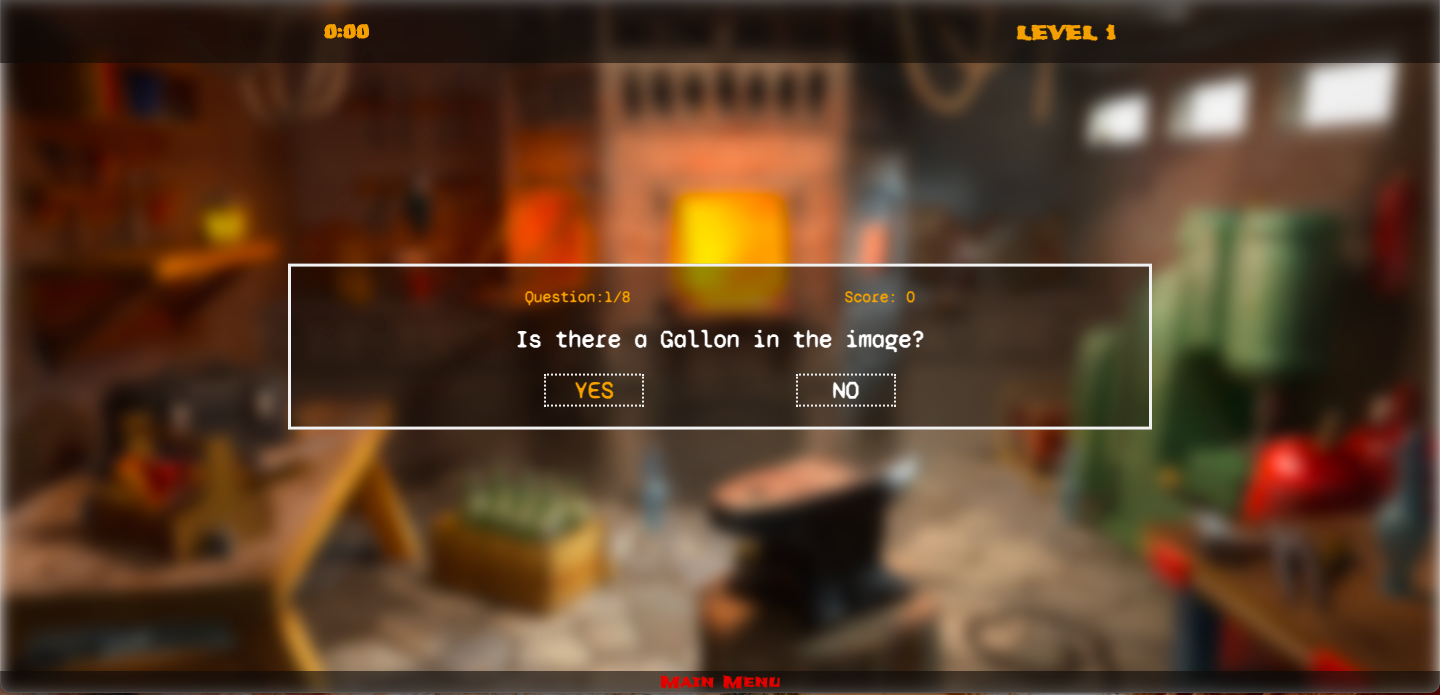 0:00 LEVEL 1
Question:1/8 Score: 0
Is there a Gallon in the image?
YES NO
Main Menu